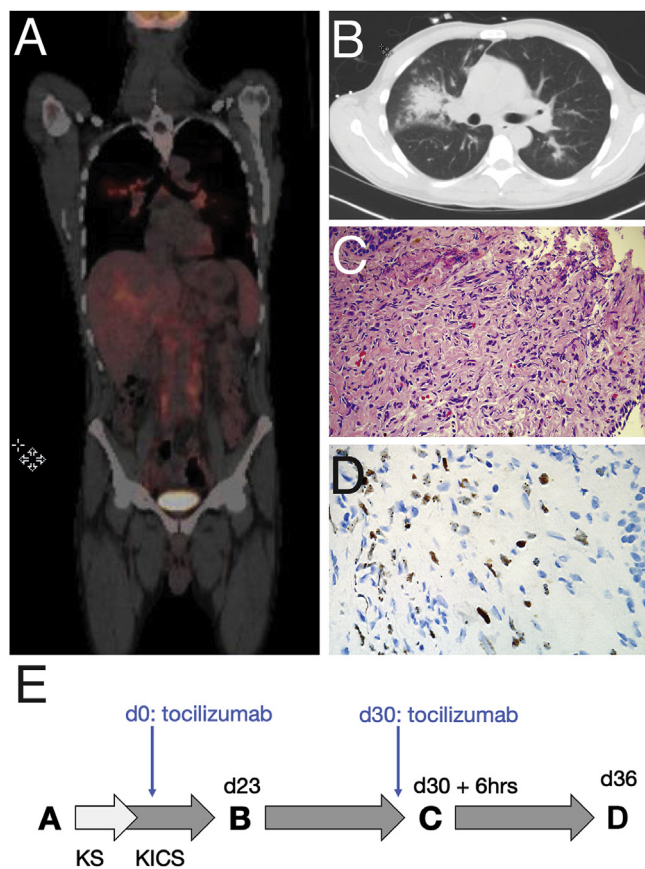 A
B
C
D
E
d0: tocilizumab
d30: tocilizumab
d23
d30 + 6hrs
d36
A
B
C
D
KS
KICS